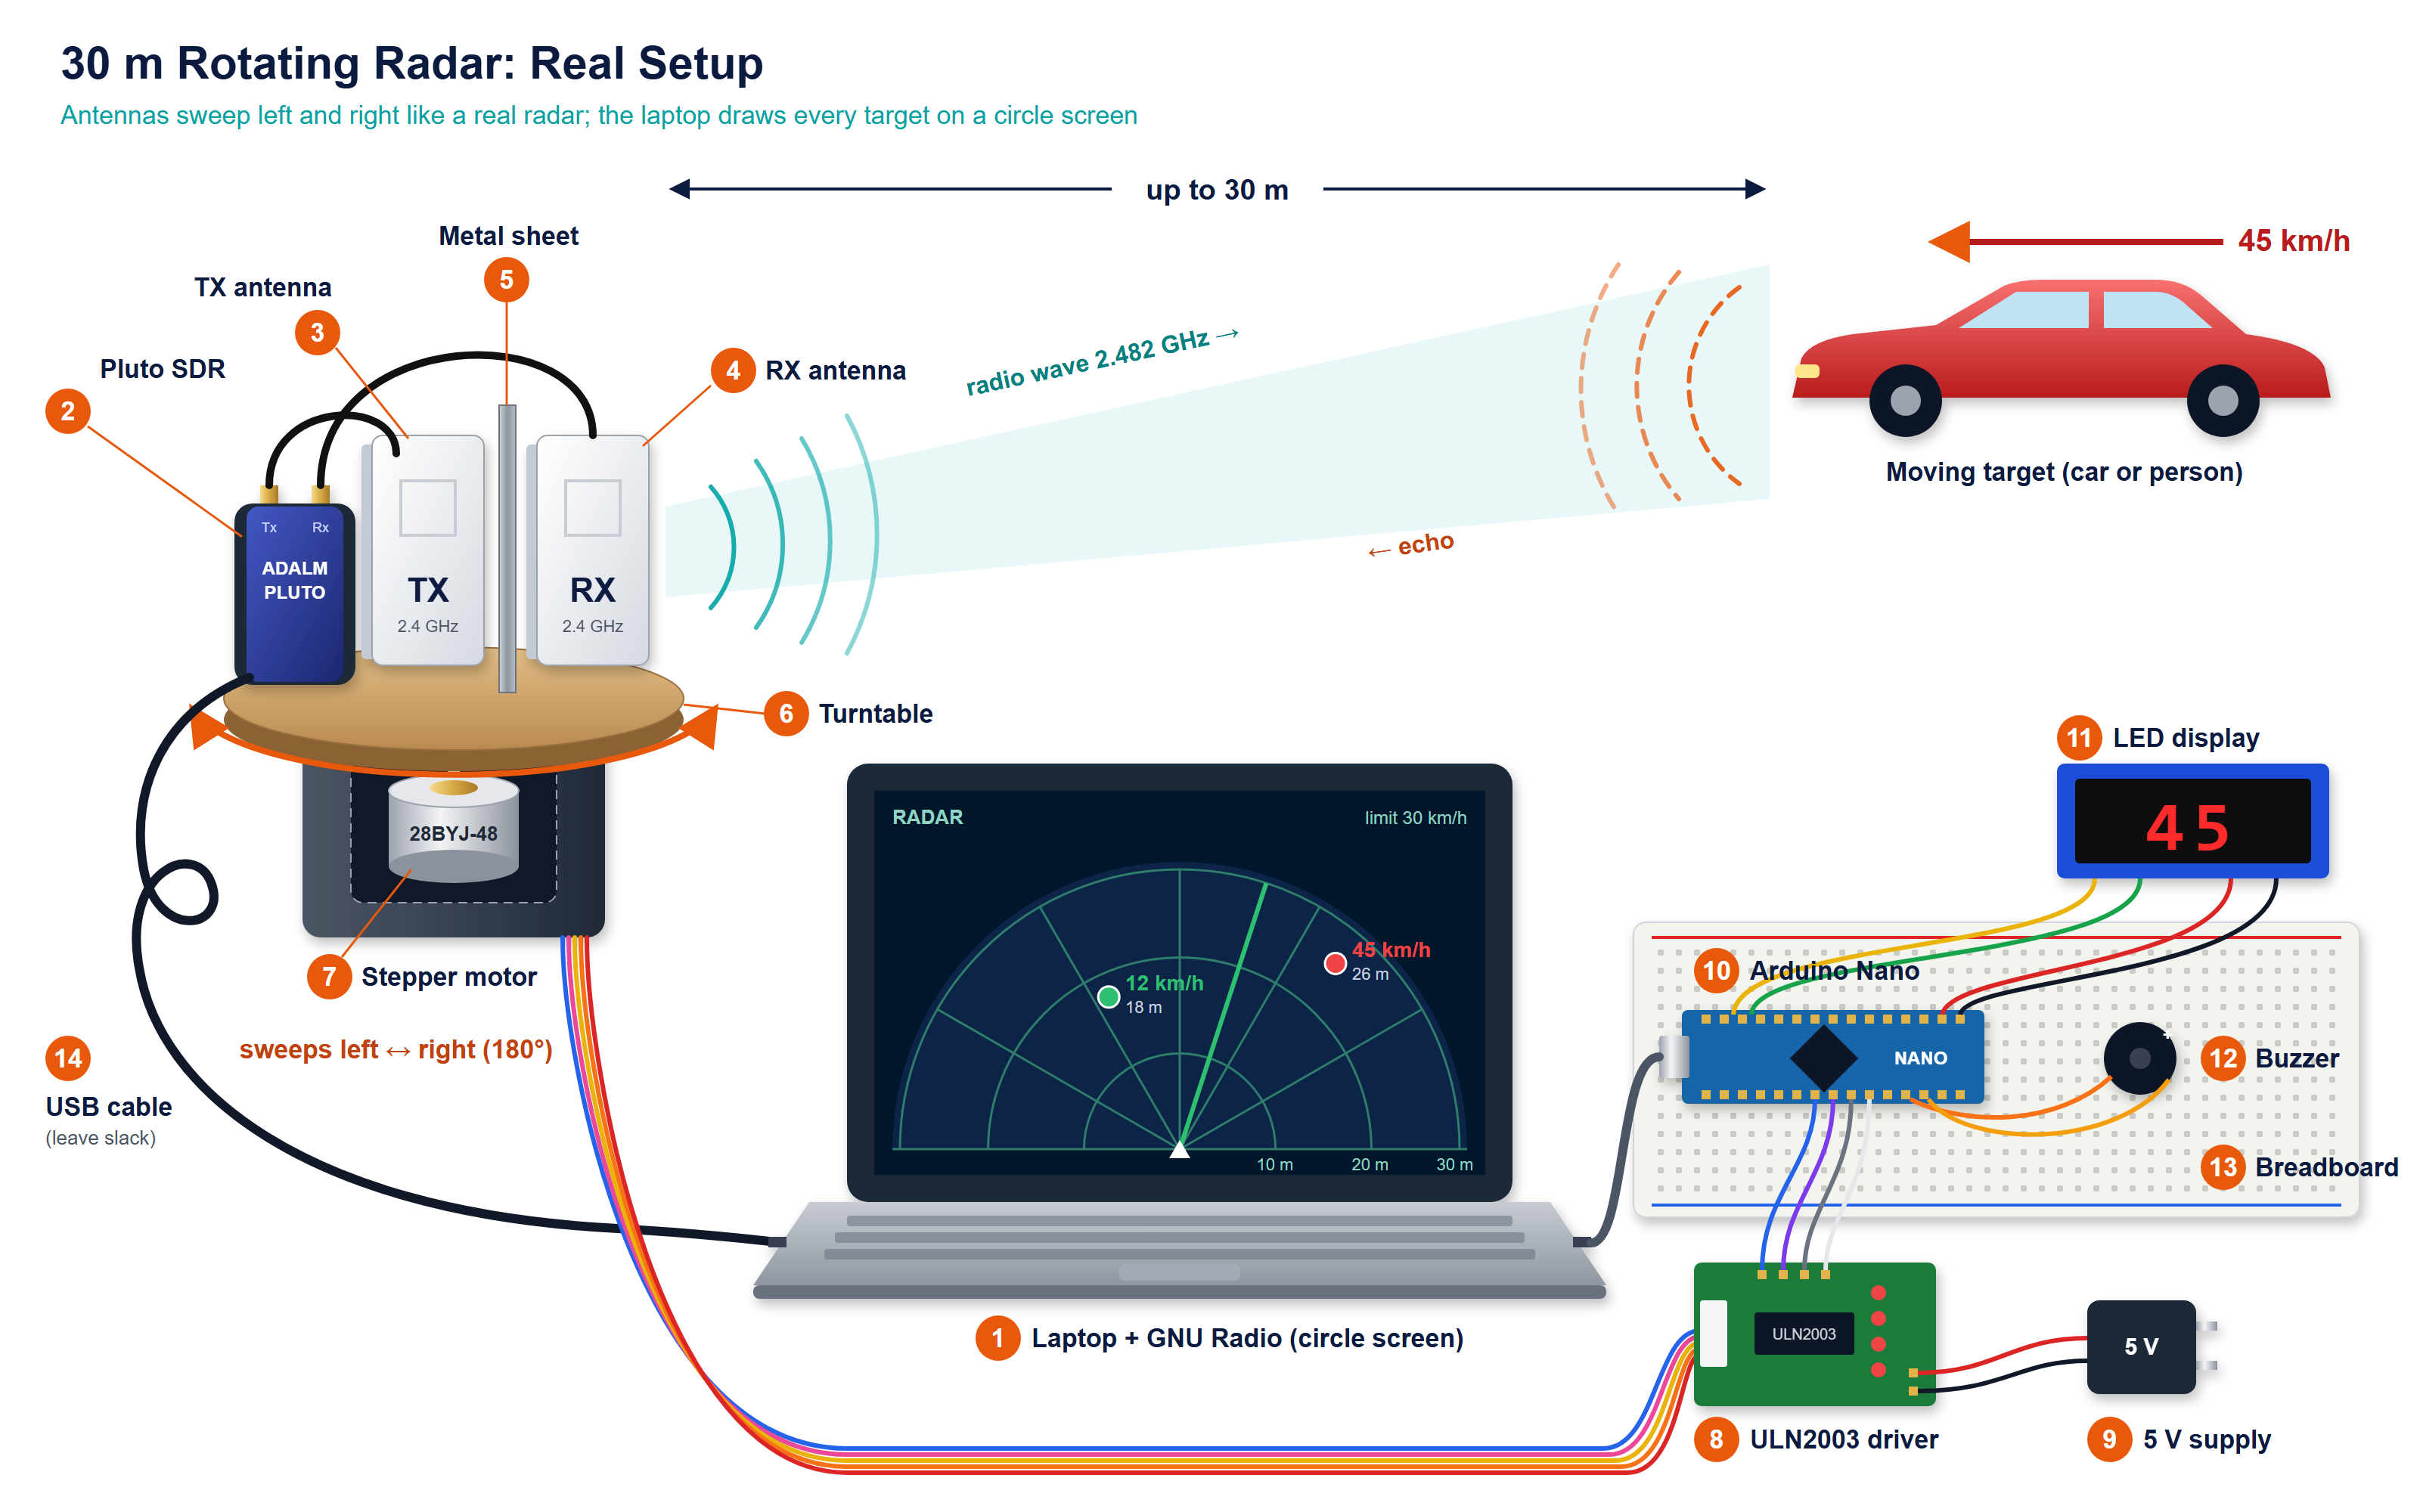 30 m Rotating Radar: Real Setup
Antennas sweep left and right like a real radar; the laptop draws every target on a circle screen
up to 30 m
45 km/h
Metal sheet
5
TX antenna
3
Pluto SDR
2
4 RX antenna
radio wave 2.482 GHz →
← echo
Moving target (car or person)
Tx Rx
ADALM
PLUTO
TX
2.4 GHz
RX
2.4 GHz
6 Turntable
28BYJ-48
7 Stepper motor
sweeps left ↔ right (180°)
14
USB cable
(leave slack)
RADAR
limit 30 km/h
45 km/h
26 m
12 km/h
18 m
10 m 20 m 30 m
1 Laptop + GNU Radio (circle screen)
11 LED display
45
10 Arduino Nano
NANO
+
12 Buzzer
13 Breadboard
ULN2003
8 ULN2003 driver
5 V
9 5 V supply